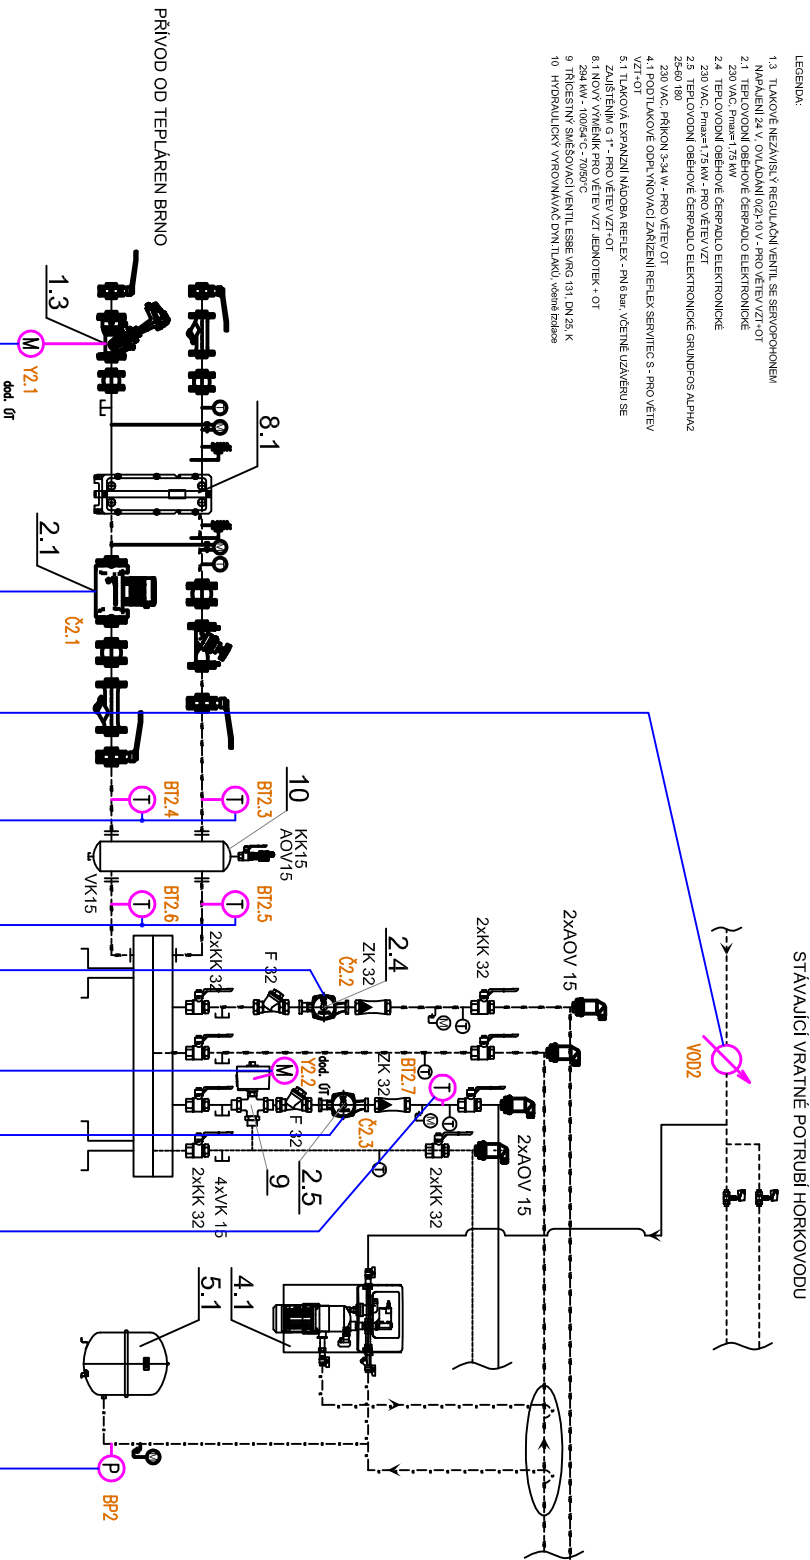 LEGENDA:
1.3 TLAKOVĚ NEZÁVISLÝ REGULAČNÍ VENTIL SE SERVOPOHONEM
NAPÁJENÍ 24 V, OVLÁDÁNÍ 0(2)-10 V - PRO VĚTEV VZT+OT
2.1 TEPLOVODNÍ OBĚHOVÉ ČERPADLO ELEKTRONICKÉ
230 VAC, Pmax=1,75 kW
2.4 TEPLOVODNÍ OBĚHOVÉ ČERPADLO ELEKTRONICKÉ
230 VAC, Pmax=1,75 kW - PRO VĚTEV VZT
2.5 TEPLOVODNÍ OBĚHOVÉ ČERPADLO ELEKTRONICKÉ GRUNDFOS ALPHA2
25-60 180
230 VAC, PŘÍKON 3-34 W - PRO VĚTEV OT
4.1 PODTLAKOVÉ ODPLYŇOVACÍ ZAŘÍZENÍ REFLEX SERVITEC S - PRO VĚTEV
VZT+OT
5.1 TLAKOVÁ EXPANZNÍ NÁDOBA REFLEX - PN 6 bar, VČETNĚ UZÁVĚRU SE
ZAJIŠTĚNÍM G 1" - PRO VĚTEV VZT+OT
8.1 NOVÝ VÝMĚNÍK PRO VĚTEV VZT JEDNOTEK + OT
294 kW - 100/54°C - 70/50°C
9 TŘÍCESTNÝ SMĚŠOVACÍ VENTIL ESBE VRG 131, DN 25, K
10 HYDRAULICKÝ VYROVNÁVAČ DYN.TLAKŮ, včetně izolace
STÁVAJÍCÍ VRATNÉ POTRUBÍ HORKOVODU
VOD2
PŘÍVOD OD TEPLÁREN BRNO
1.3
M
Y2.1
dod. ÚT
8.1
T
M
M
T
2.1
Č2.1
BT2.3
T
BT2.4
T
10
KK15
AOV15
VK15
BT2.5
T
BT2.6
T
2xAOV 15
2xKK 32
2.4
ZK 32
Č2.2
F 32
2xKK 32
M
T
T
BT2.7
T
ZK 32
dod. ÚT
Y2.2
M
Č2.3
F 32
M
T
2xAOV 15
2.5
9
T
2xKK 32
4xVK 15
2xKK 32
4.1
5.1
M
P
BP2